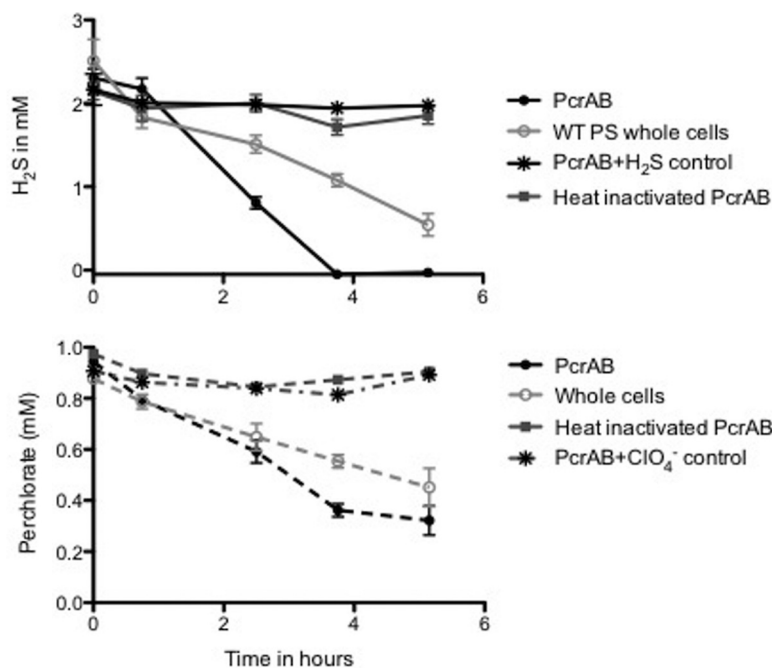 3
2
1
0
H₂S in mM
0 2 4 6
PcrAB
WT PS whole cells
PcrAB+H₂S control
Heat inactivated PcrAB
1.0
0.8
0.6
0.4
0.2
0.0
Perchlorate (mM)
0 2 4 6
Time in hours
PcrAB
Whole cells
Heat inactivated PcrAB
PcrAB+ClO₄⁻ control